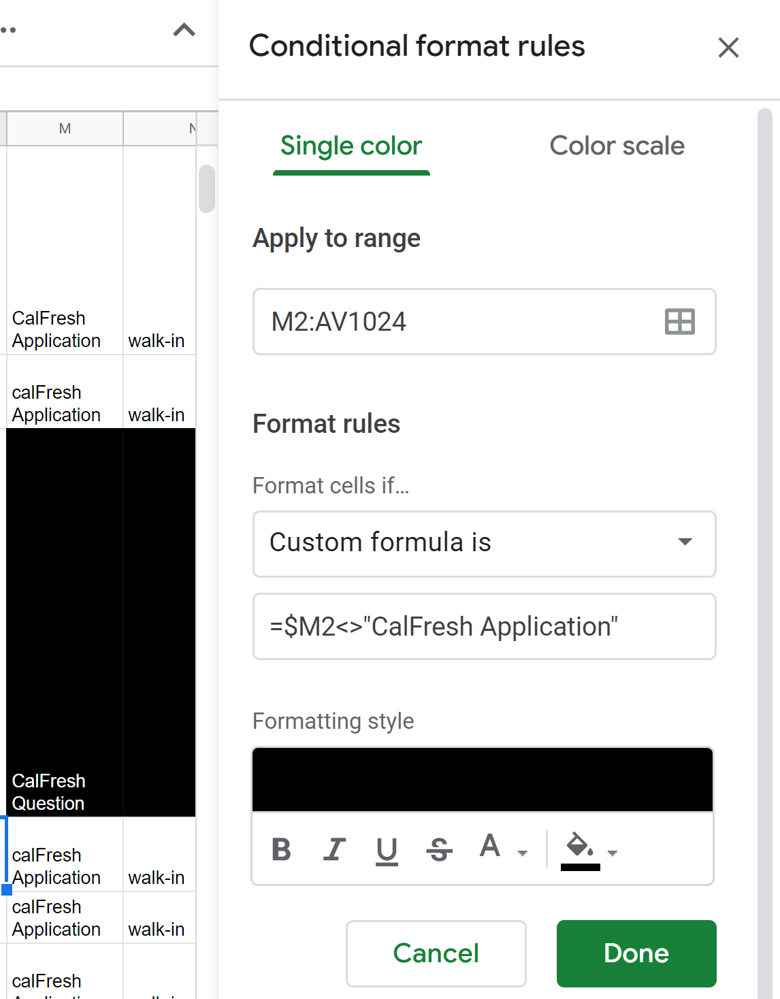 Conditional format rules
Single color
Color scale
Apply to range
M2:AV1024
Format rules
Format cells if…
Custom formula is
=$M2<>"CalFresh Application"
Formatting style
B I U S A
Cancel
Done
M
CalFresh
Application
walk-in
calFresh
Application
walk-in
CalFresh
Question
calFresh
Application
walk-in
calFresh
Application
walk-in
calFresh